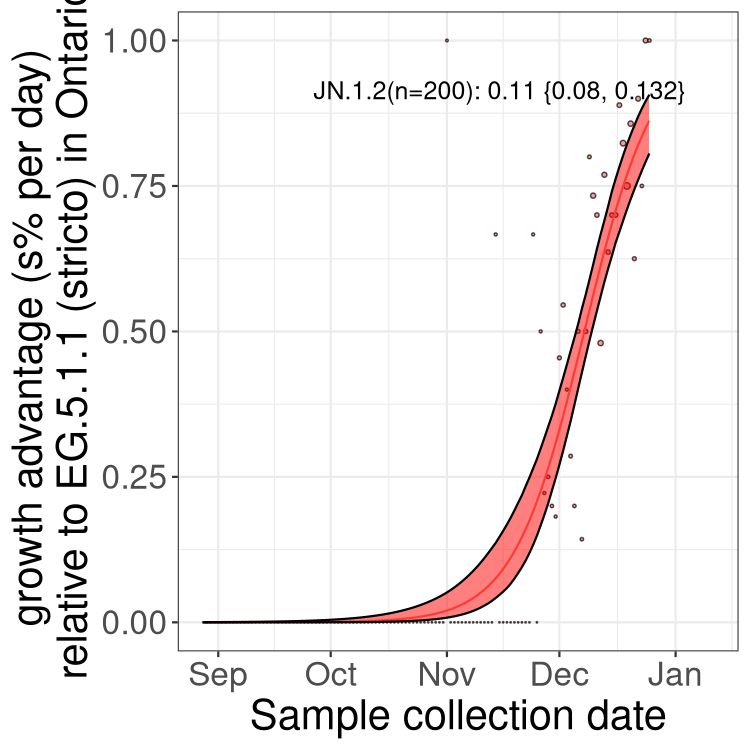 growth advantage (s% per day)
relative to EG.5.1.1 (stricto) in Ontario
1.00
0.75
0.50
0.25
0.00
JN.1.2(n=200): 0.11 {0.08, 0.132}
Sep Oct Nov Dec Jan
Sample collection date